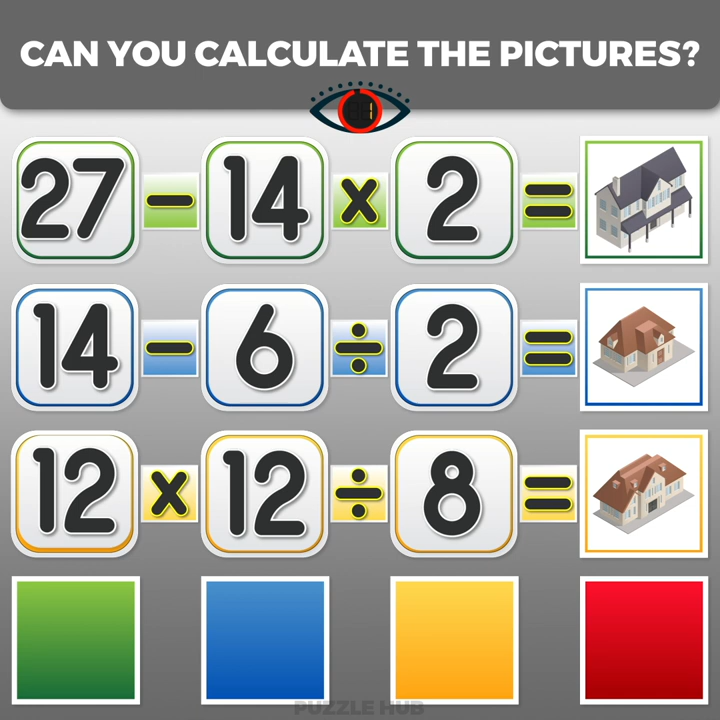 CAN YOU CALCULATE THE PICTURES?
27 − 14 x 2 =
14 − 6 ÷ 2 =
12 x 12 ÷ 8 =
PUZZLE HUB